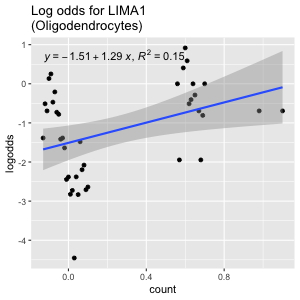 Log odds for LIMA1
(Oligodendrocytes)
y = −1.51 + 1.29 x, R² = 0.15
logodds
1
0
-1
-2
-3
-4
0.0
0.4
0.8
count